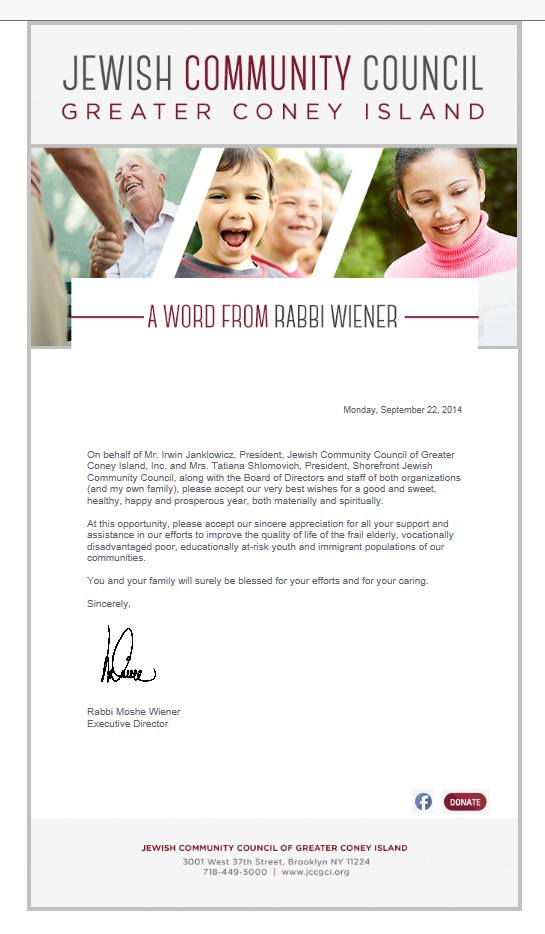 JEWISH COMMUNITY COUNCIL
GREATER CONEY ISLAND
A WORD FROM RABBI WIENER
Monday, September 22, 2014
On behalf of Mr. Irwin Janklowicz, President, Jewish Community Council of Greater
Coney Island, Inc. and Mrs. Tatiana Shlomovich, President, Shorefront Jewish
Community Council, along with the Board of Directors and staff of both organizations
(and my own family), please accept our very best wishes for a good and sweet,
healthy, happy and prosperous year, both materially and spiritually.
At this opportunity, please accept our sincere appreciation for all your support and
assistance in our efforts to improve the quality of life of the frail elderly, vocationally
disadvantaged poor, educationally at-risk youth and immigrant populations of our
communities.
You and your family will surely be blessed for your efforts and for your caring.
Sincerely,
Rabbi Moshe Wiener
Executive Director
DONATE
JEWISH COMMUNITY COUNCIL OF GREATER CONEY ISLAND
3001 West 37th Street, Brooklyn NY 11224
718-449-5000 | www.jccgci.org